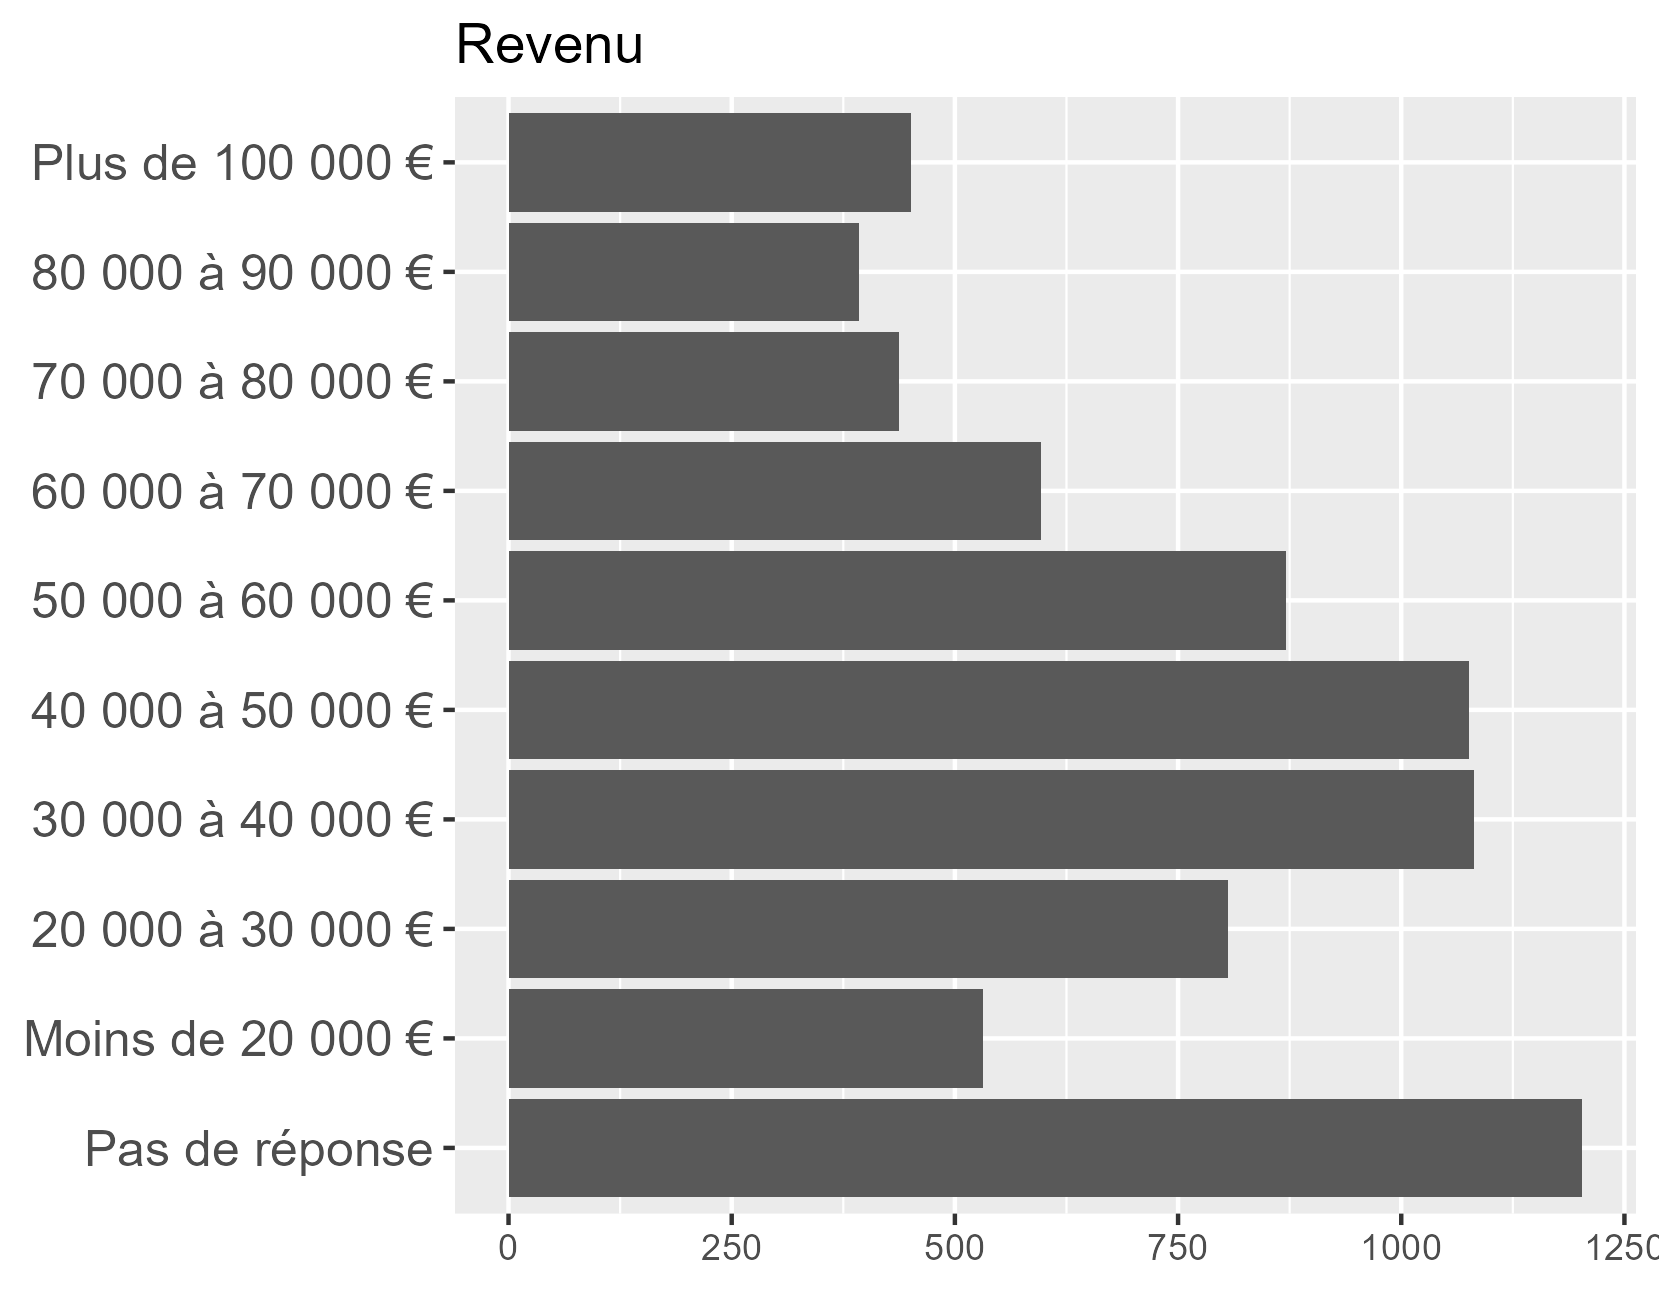 Revenu
Plus de 100 000 €
80 000 à 90 000 €
70 000 à 80 000 €
60 000 à 70 000 €
50 000 à 60 000 €
40 000 à 50 000 €
30 000 à 40 000 €
20 000 à 30 000 €
Moins de 20 000 €
Pas de réponse
0 250 500 750 1000 1250